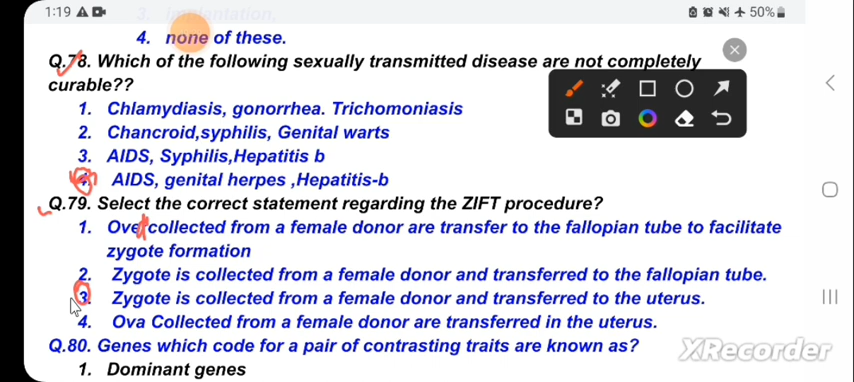 1:19 50%
3. implentation,
4. none of these.
Q.78. Which of the following sexually transmitted disease are not completely
curable??
1. Chlamydiasis, gonorrhea. Trichomoniasis
2. Chancroid,syphilis, Genital warts
3. AIDS, Syphilis,Hepatitis b
4. AIDS, genital herpes ,Hepatitis-b
Q.79. Select the correct statement regarding the ZIFT procedure?
1. collected from a female donor are transfer to the fallopian tube to facilitate
zygote formation
2. Zygote is collected from a female donor and transferred to the fallopian tube.
3. Zygote is collected from a female donor and transferred to the uterus.
4. Ova Collected from a female donor are transferred in the uterus.
Q.80. Genes which code for a pair of contrasting traits are known as?
1. Dominant genes
XRecorder